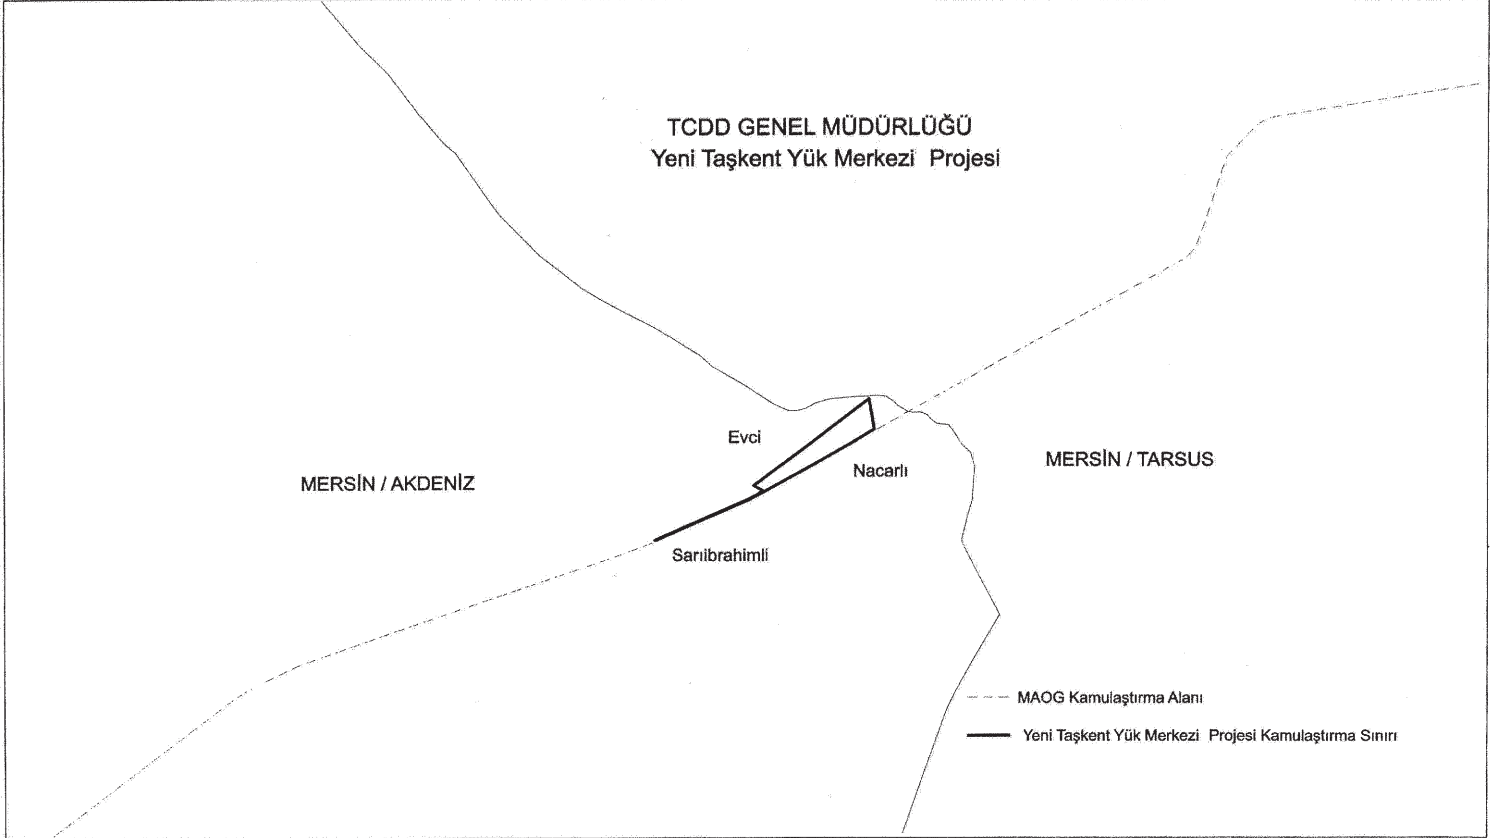 TCDD GENEL MÜDÜRLÜĞÜ
Yeni Taşkent Yük Merkezi Projesi
Evci
MERSİN / TARSUS
Nacarlı
MERSİN / AKDENİZ
Sarıibrahimli
MAOG Kamulaştırma Alanı
Yeni Taşkent Yük Merkezi Projesi Kamulaştırma Sınırı